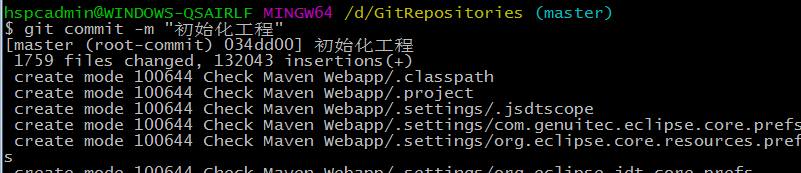 hspcadmin@WINDOWS-QSAIRLF MINGW64 /d/GitRepositories (master)
$ git commit -m "初始化工程"
[master (root-commit) 034dd00] 初始化工程
 1759 files changed, 132043 insertions(+)
 create mode 100644 Check Maven Webapp/.classpath
 create mode 100644 Check Maven Webapp/.project
 create mode 100644 Check Maven Webapp/.settings/.jsdtscope
 create mode 100644 Check Maven Webapp/.settings/com.genuitec.eclipse.core.prefs
 create mode 100644 Check Maven Webapp/.settings/org.eclipse.core.resources.pref
s
 create mode 100644 Check Maven Webapp/.settings/org.eclipse.jdt.core.prefs